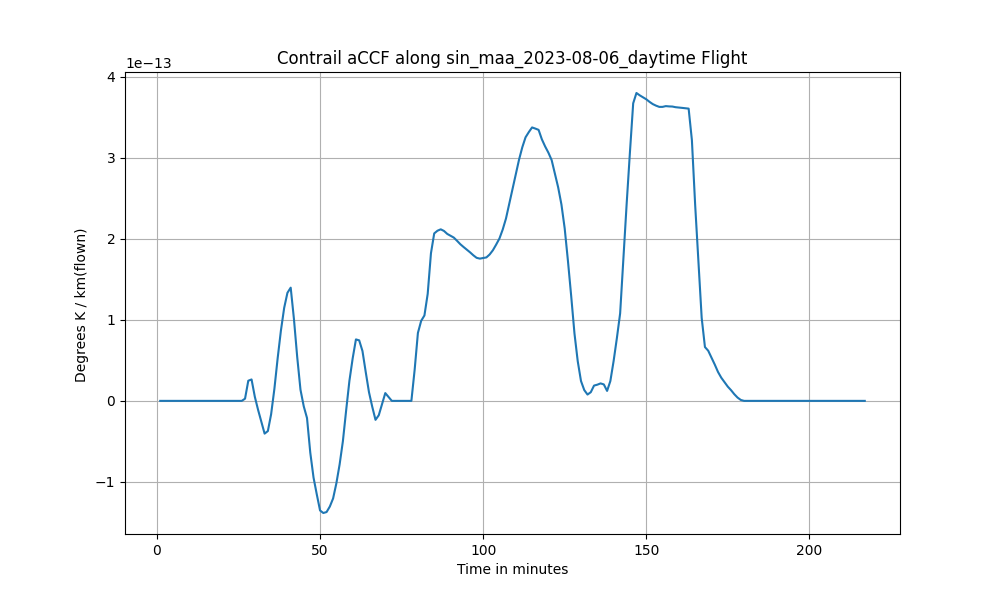 Contrail aCCF along sin_maa_2023-08-06_daytime Flight
1e−13
4
3
2
1
0
−1
Degrees K / km(flown)
0 50 100 150 200
Time in minutes